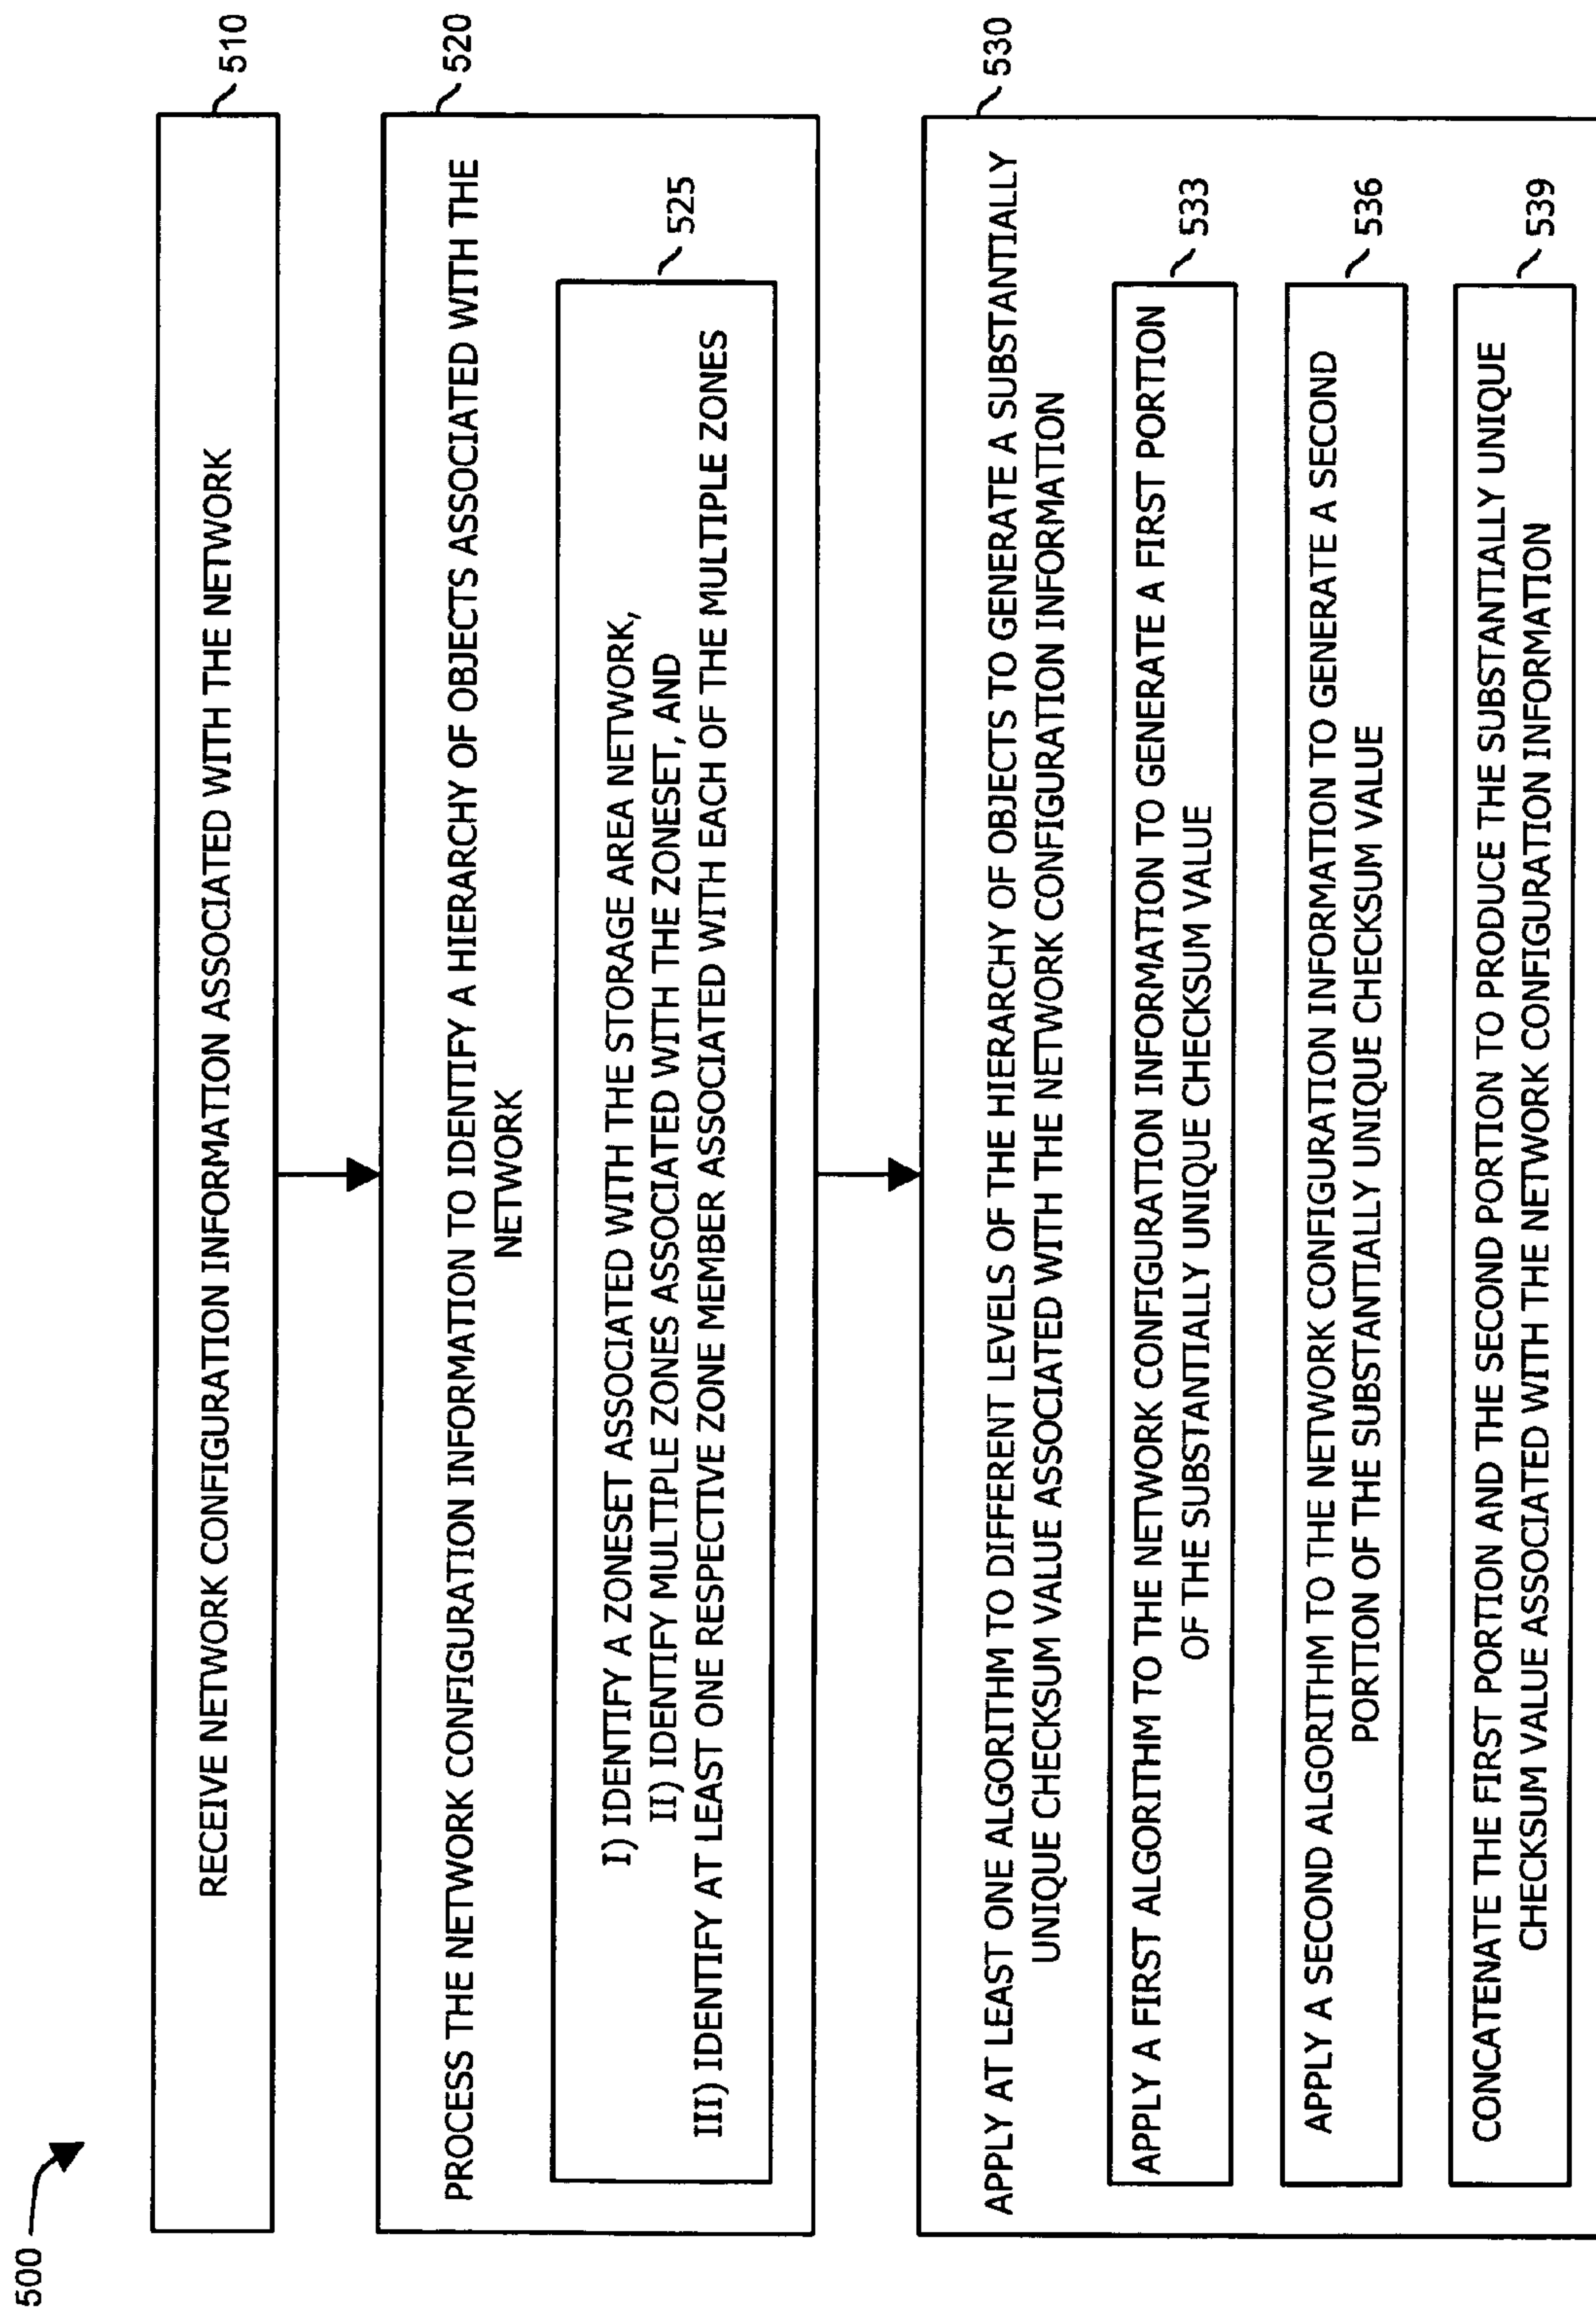 500
510
RECEIVE NETWORK CONFIGURATION INFORMATION ASSOCIATED WITH THE NETWORK
520
PROCESS THE NETWORK CONFIGURATION INFORMATION TO IDENTIFY A HIERARCHY OF OBJECTS ASSOCIATED WITH THE
NETWORK
525
I) IDENTIFY A ZONESET ASSOCIATED WITH THE STORAGE AREA NETWORK,
II) IDENTIFY MULTIPLE ZONES ASSOCIATED WITH THE ZONESET, AND
III) IDENTIFY AT LEAST ONE RESPECTIVE ZONE MEMBER ASSOCIATED WITH EACH OF THE MULTIPLE ZONES
530
APPLY AT LEAST ONE ALGORITHM TO DIFFERENT LEVELS OF THE HIERARCHY OF OBJECTS TO GENERATE A SUBSTANTIALLY
UNIQUE CHECKSUM VALUE ASSOCIATED WITH THE NETWORK CONFIGURATION INFORMATION
533
APPLY A FIRST ALGORITHM TO THE NETWORK CONFIGURATION INFORMATION TO GENERATE A FIRST PORTION
OF THE SUBSTANTIALLY UNIQUE CHECKSUM VALUE
536
APPLY A SECOND ALGORITHM TO THE NETWORK CONFIGURATION INFORMATION TO GENERATE A SECOND
PORTION OF THE SUBSTANTIALLY UNIQUE CHECKSUM VALUE
539
CONCATENATE THE FIRST PORTION AND THE SECOND PORTION TO PRODUCE THE SUBSTANTIALLY UNIQUE
CHECKSUM VALUE ASSOCIATED WITH THE NETWORK CONFIGURATION INFORMATION